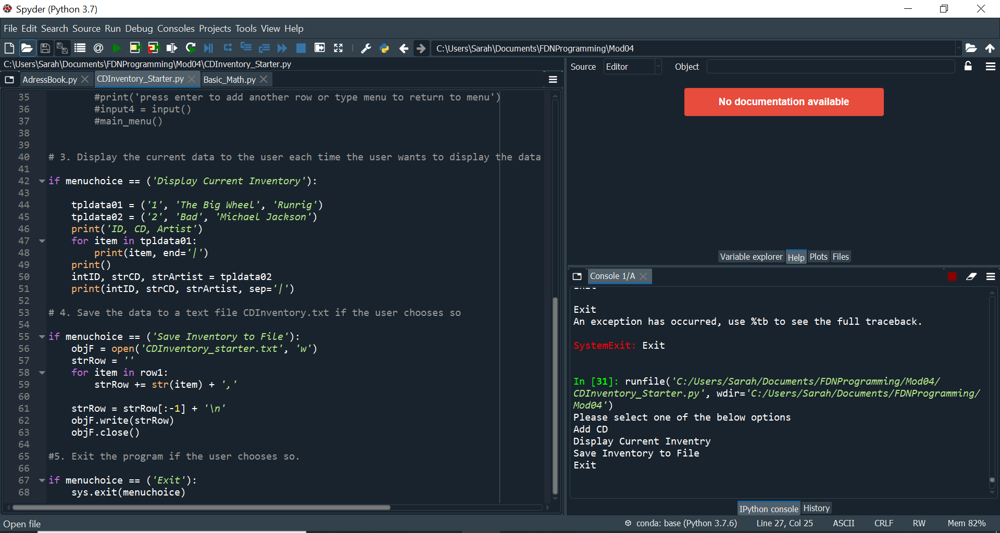 Spyder (Python 3.7)
File Edit Search Source Run Debug Consoles Projects Tools View Help
C:\Users\Sarah\Documents\FDNProgramming\Mod04
C:\Users\Sarah\Documents\FDNProgramming\Mod04\CDInventory_Starter.py
AdressBook.py CDInventory_Starter.py Basic_Math.py
35 #print('press enter to add another row or type menu to return to menu')
36 #input4 = input()
37 #main_menu()
38
39
40 # 3. Display the current data to the user each time the user wants to display the data
41
42 if menuchoice == ('Display Current Inventory'):
43
44 tpldata01 = ('1', 'The Big Wheel', 'Runrig')
45 tpldata02 = ('2', 'Bad', 'Michael Jackson')
46 print('ID, CD, Artist')
47 for item in tpldata01:
48 print(item, end='|')
49 print()
50 intID, strCD, strArtist = tpldata02
51 print(intID, strCD, strArtist, sep='|')
52
53 # 4. Save the data to a text file CDInventory.txt if the user chooses so
54
55 if menuchoice == ('Save Inventory to File'):
56 objF = open('CDInventory_starter.txt', 'w')
57 strRow = ''
58 for item in row1:
59 strRow += str(item) + ','
60
61 strRow = strRow[:-1] + '\n'
62 objF.write(strRow)
63 objF.close()
64
65 #5. Exit the program if the user chooses so.
66
67 if menuchoice == ('Exit'):
68 sys.exit(menuchoice)
Source Editor Object
No documentation available
Variable explorer Help Plots Files
Console 1/A
Exit
An exception has occurred, use %tb to see the full traceback.
SystemExit: Exit
In [31]: runfile('C:/Users/Sarah/Documents/FDNProgramming/Mod04/
CDInventory_Starter.py', wdir='C:/Users/Sarah/Documents/FDNProgramming/
Mod04')
Please select one of the below options
Add CD
Display Current Inventry
Save Inventory to File
Exit
IPython console History
Open file conda: base (Python 3.7.6) Line 27, Col 25 ASCII CRLF RW Mem 82%